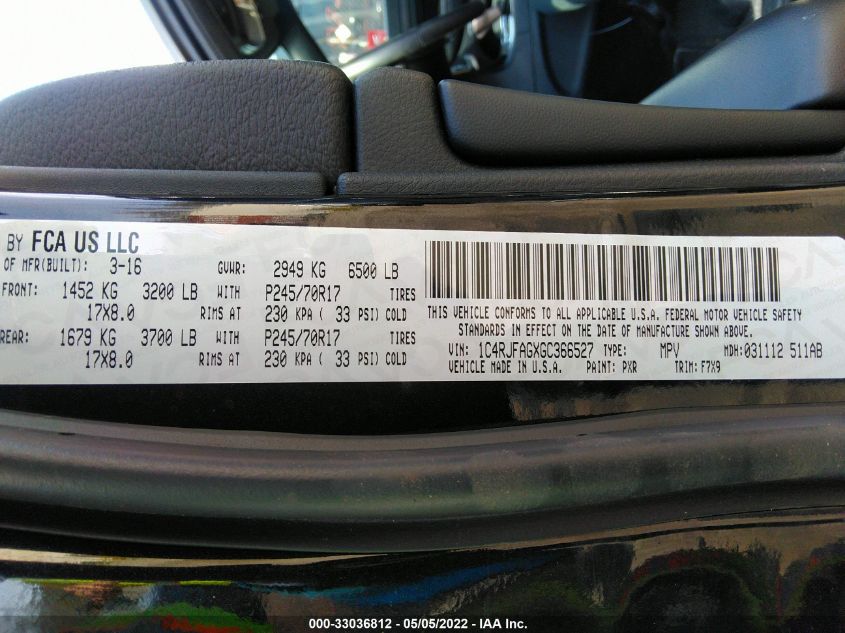 BY FCA US LLC
OF MFR(BUILT): 3-16 GVWR: 2949 KG 6500 LB
FRONT: 1452 KG 3200 LB WITH P245/70R17 TIRES
17X8.0 RIMS AT 230 KPA ( 33 PSI) COLD
REAR: 1679 KG 3700 LB WITH P245/70R17 TIRES
17X8.0 RIMS AT 230 KPA ( 33 PSI) COLD
THIS VEHICLE CONFORMS TO ALL APPLICABLE U.S.A. FEDERAL MOTOR VEHICLE SAFETY
STANDARDS IN EFFECT ON THE DATE OF MANUFACTURE SHOWN ABOVE.
VIN: 1C4RJFAGXGC366527 TYPE: MPV MDH: 031112 511AB
VEHICLE MADE IN U.S.A. PAINT: PXR TRIM: F7X9
000-33036812 - 05/05/2022 - IAA Inc.